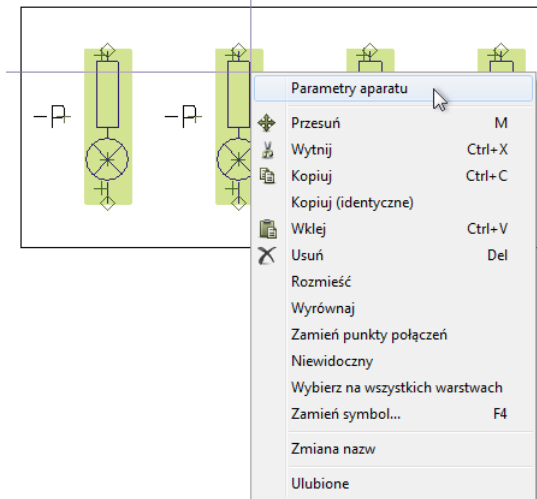 -P -P
Parametry aparatu
Przesuń M
Wytnij Ctrl+X
Kopiuj Ctrl+C
Kopiuj (identyczne)
Wklej Ctrl+V
Usuń Del
Rozmieść
Wyrównaj
Zamień punkty połączeń
Niewidoczny
Wybierz na wszystkich warstwach
Zamień symbol... F4
Zmiana nazw
Ulubione